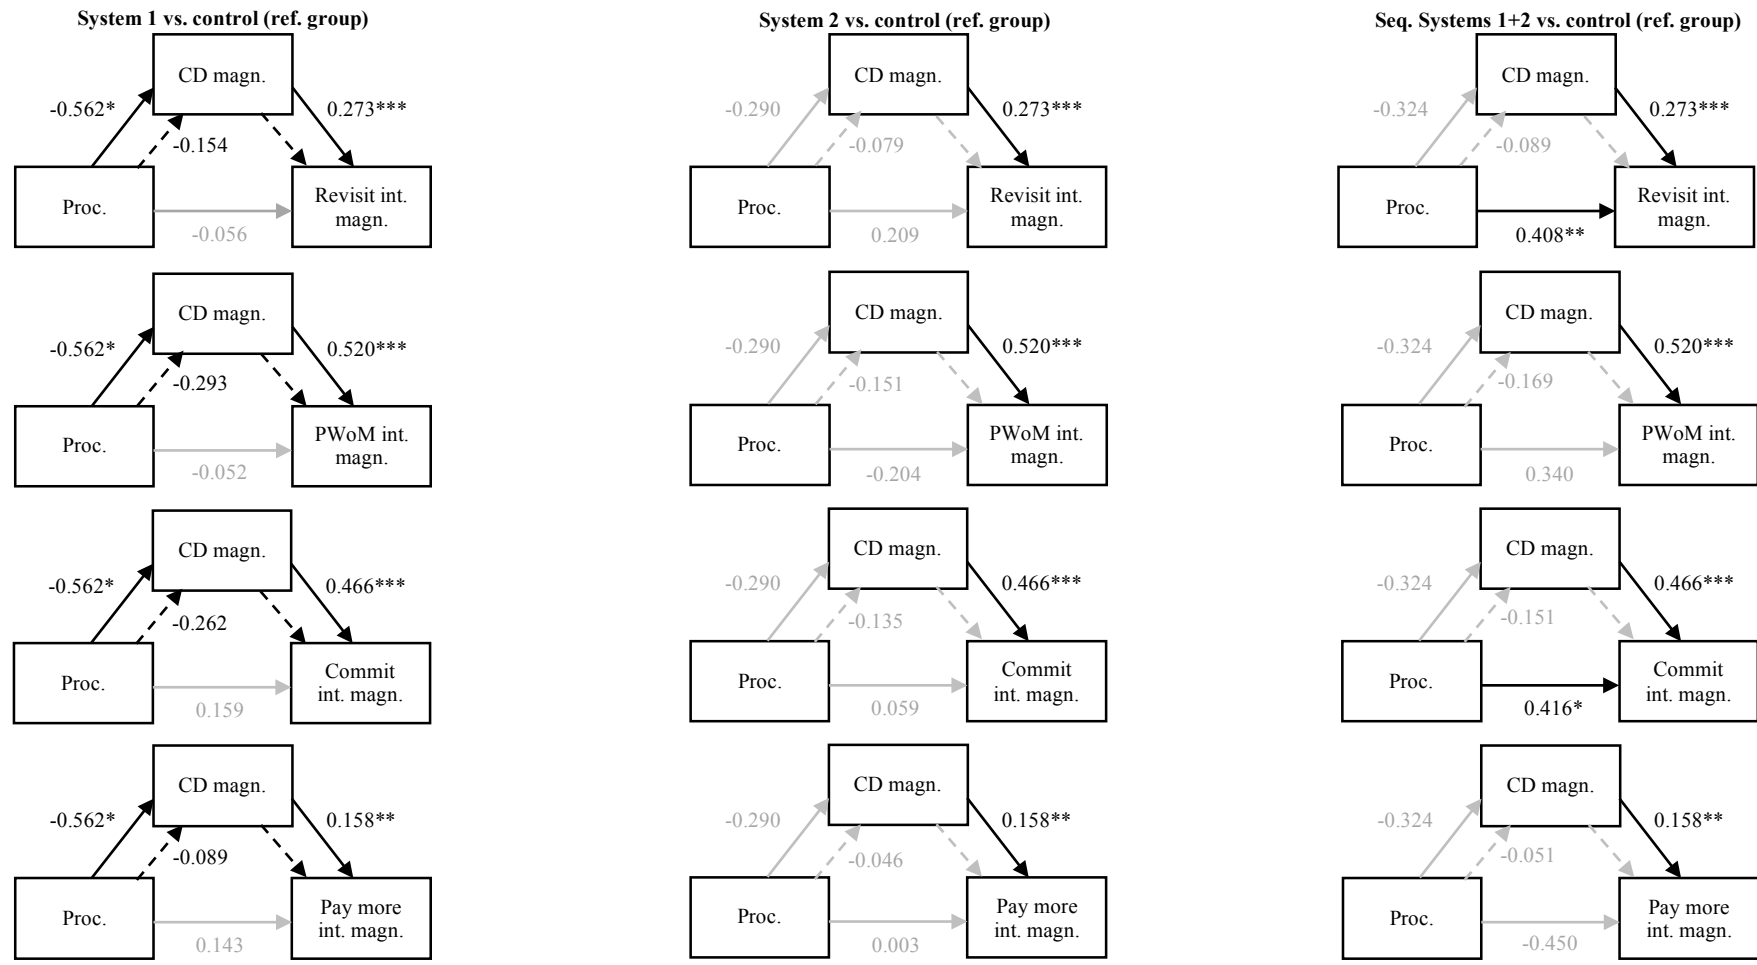 System 1 vs. control (ref. group)
CD magn.
-0.562*
0.273***
-0.154
Proc.
Revisit int.
magn.
-0.056
CD magn.
-0.562*
0.520***
-0.293
Proc.
PWoM int.
magn.
-0.052
CD magn.
-0.562*
0.466***
-0.262
Proc.
Commit
int. magn.
0.159
CD magn.
-0.562*
0.158**
-0.089
Proc.
Pay more
int. magn.
0.143
System 2 vs. control (ref. group)
CD magn.
-0.290
0.273***
-0.079
Proc.
Revisit int.
magn.
0.209
CD magn.
-0.290
0.520***
-0.151
Proc.
PWoM int.
magn.
-0.204
CD magn.
-0.290
0.466***
-0.135
Proc.
Commit
int. magn.
0.059
CD magn.
-0.290
0.158**
-0.046
Proc.
Pay more
int. magn.
0.003
Seq. Systems 1+2 vs. control (ref. group)
CD magn.
-0.324
0.273***
-0.089
Proc.
Revisit int.
magn.
0.408**
CD magn.
-0.324
0.520***
-0.169
Proc.
PWoM int.
magn.
0.340
CD magn.
-0.324
0.466***
-0.151
Proc.
Commit
int. magn.
0.416*
CD magn.
-0.324
0.158**
-0.051
Proc.
Pay more
int. magn.
-0.450